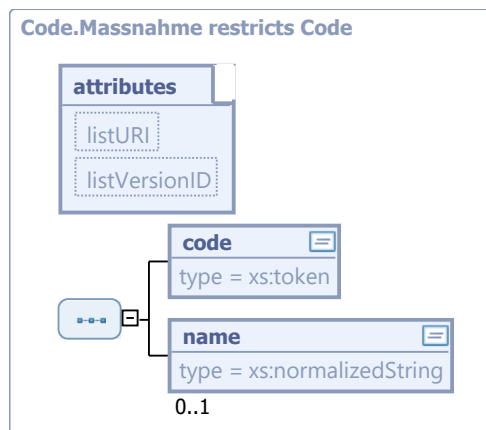 Code.Massnahme restricts Code
attributes
listURI
listVersionID
code
type = xs:token
name
type = xs:normalizedString
0..1